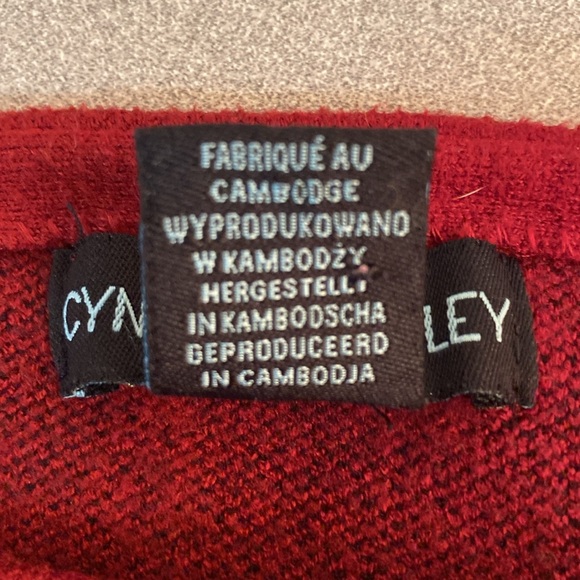 FABRIQUÉ AU
CAMBODGE
WYPRODUKOWANO
W KAMBODŻY
HERGESTELLT
IN KAMBODSCHA
GEPRODUCEERD
IN CAMBODJA
CYN
LEY